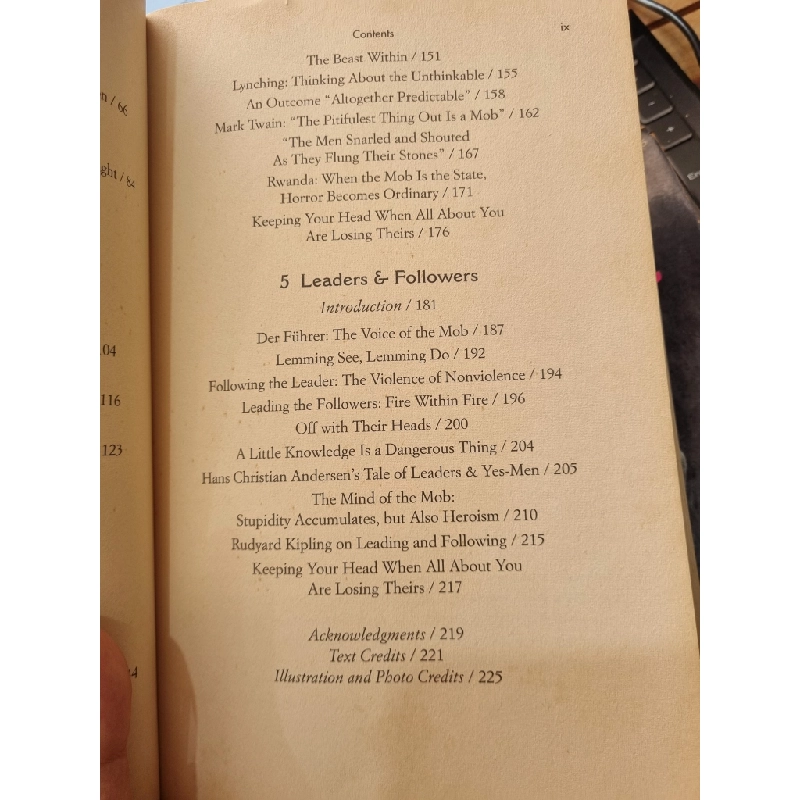 n / 66
ght / 84
.04
116
123
Contents
ix
The Beast Within / 151
Lynching: Thinking About the Unthinkable / 155
An Outcome “Altogether Predictable” / 158
Mark Twain: “The Pitifulest Thing Out Is a Mob” / 162
“The Men Snarled and Shouted
As They Flung Their Stones” / 167
Rwanda: When the Mob Is the State,
Horror Becomes Ordinary / 171
Keeping Your Head When All About You
Are Losing Theirs / 176
5 Leaders & Followers
Introduction / 181
Der Führer: The Voice of the Mob / 187
Lemming See, Lemming Do / 192
Following the Leader: The Violence of Nonviolence / 194
Leading the Followers: Fire Within Fire / 196
Off with Their Heads / 200
A Little Knowledge Is a Dangerous Thing / 204
Hans Christian Andersen's Tale of Leaders & Yes-Men / 205
The Mind of the Mob:
Stupidity Accumulates, but Also Heroism / 210
Rudyard Kipling on Leading and Following / 215
Keeping Your Head When All About You
Are Losing Theirs / 217
Acknowledgments / 219
Text Credits / 221
Illustration and Photo Credits / 225